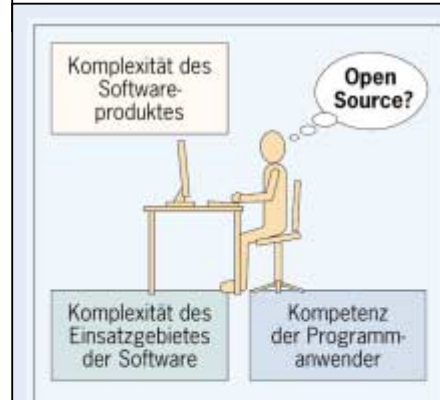 Komplexität des
Software-
produktes
Open
Source?
Komplexität des
Einsatzgebietes
der Software
Kompetenz
der Programm-
anwender